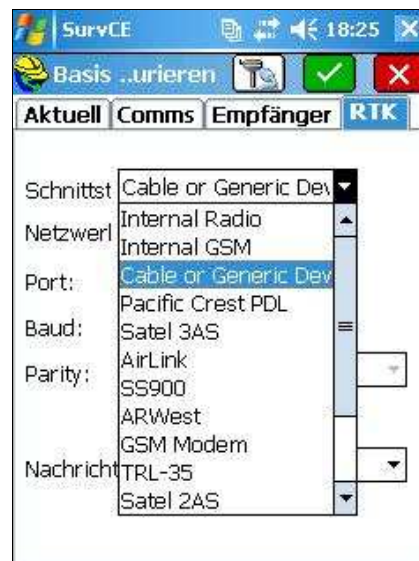 SurvCE 18:25
Basis ..urieren
Aktuell Comms Empfänger RTK
Schnittst Cable or Generic Dev
Netzwerl
Port:
Baud:
Parity:
Nachricht
Internal Radio
Internal GSM
Cable or Generic Dev
Pacific Crest PDL
Satel 3AS
AirLink
SS900
ARWest
GSM Modem
TRL-35
Satel 2AS